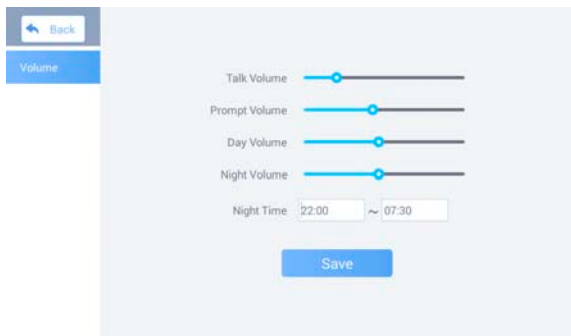 Back
Volume
Talk Volume
Prompt Volume
Day Volume
Night Volume
Night Time 22:00 ~ 07:30
Save